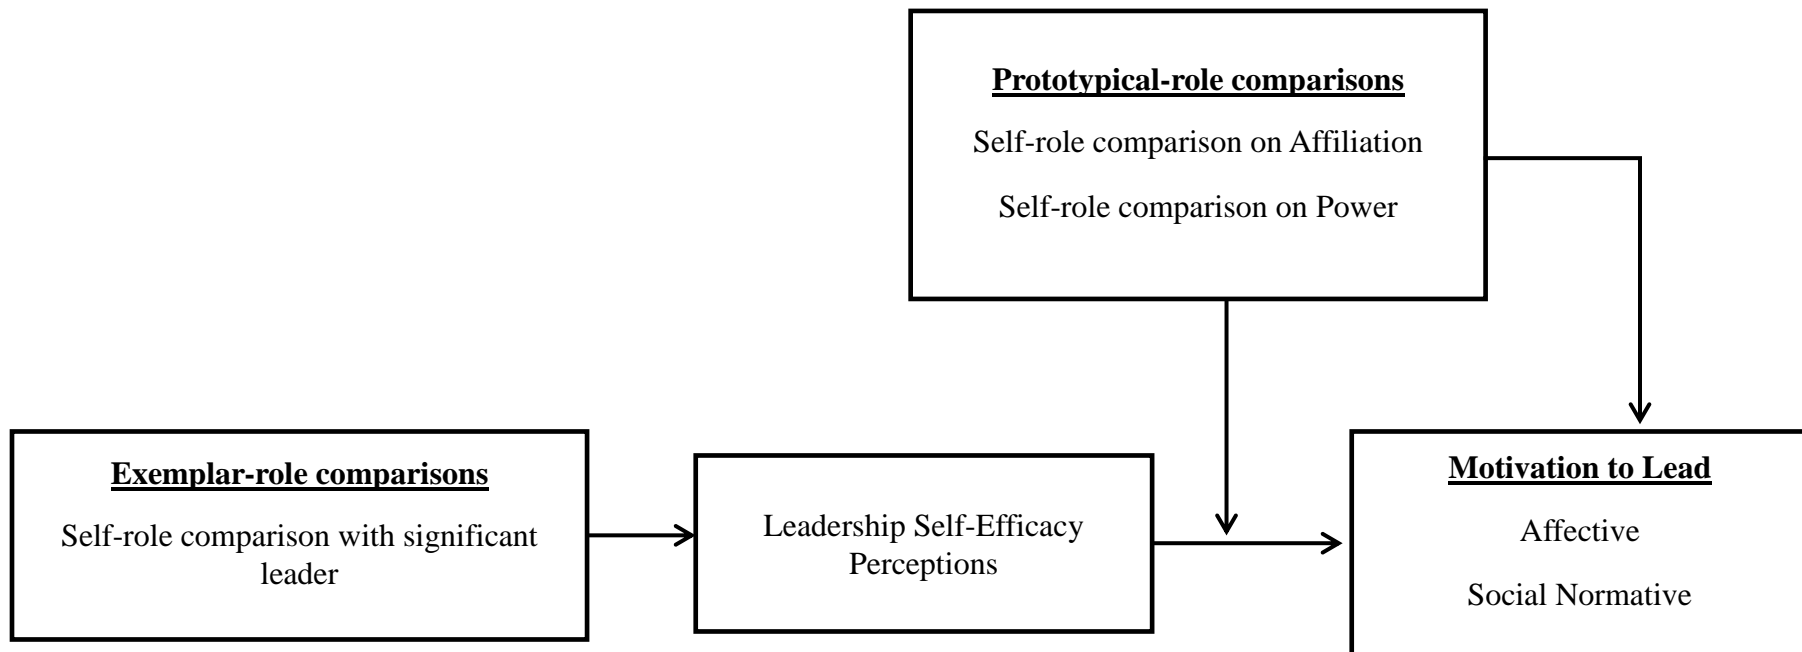 Prototypical-role comparisons
Self-role comparison on Affiliation
Self-role comparison on Power
Exemplar-role comparisons
Self-role comparison with significant
leader
Leadership Self-Efficacy
Perceptions
Motivation to Lead
Affective
Social Normative